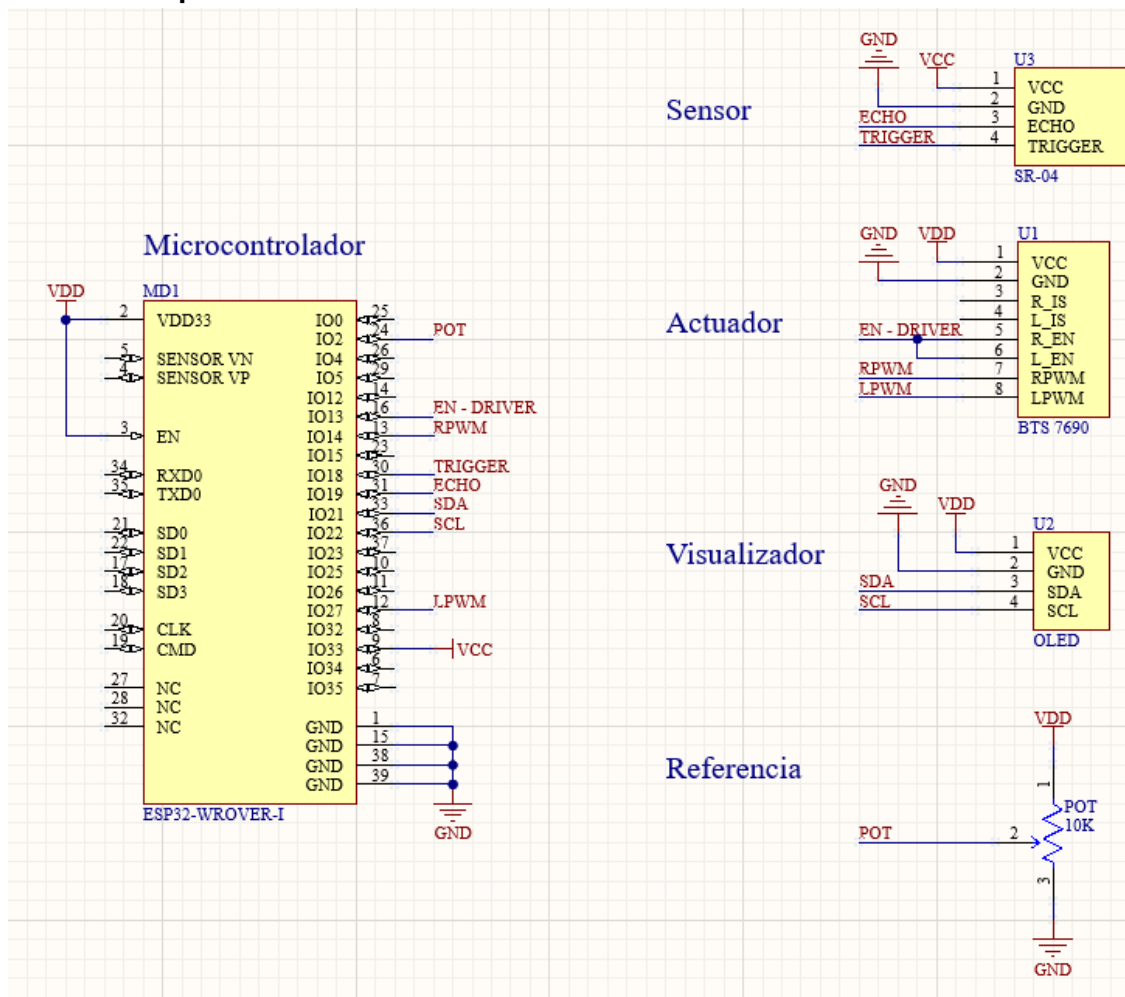 Sensor
GND
VCC
U3
1 VCC
2 GND
ECHO 3 ECHO
TRIGGER 4 TRIGGER
SR-04
Microcontrolador
VDD
MD1
2 VDD33
5 SENSOR VN
4 SENSOR VP
3 EN
34 RXD0
35 TXD0
21 SD0
22 SD1
17 SD2
18 SD3
20 CLK
19 CMD
27 NC
28 NC
32 NC
IO0 25
IO2 24 POT
IO4 26
IO5 29
IO12 14
IO13 16 EN - DRIVER
IO14 13 RPWM
IO15 23
IO18 30 TRIGGER
IO19 31 ECHO
IO21 33 SDA
IO22 36 SCL
IO23 37
IO25 10
IO26 11
IO27 12 LPWM
IO32 8
IO33 9 VCC
IO34 6
IO35 7
GND 1
GND 15
GND 38
GND 39
ESP32-WROVER-I
GND
Actuador
GND
VDD
U1
1 VCC
2 GND
3 R_IS
4 L_IS
EN - DRIVER 5 R_EN
6 L_EN
RPWM 7 RPWM
LPWM 8 LPWM
BTS 7690
Visualizador
GND
VDD
U2
1 VCC
2 GND
SDA 3 SDA
SCL 4 SCL
OLED
Referencia
VDD
1
POT
10K
POT 2
3
GND